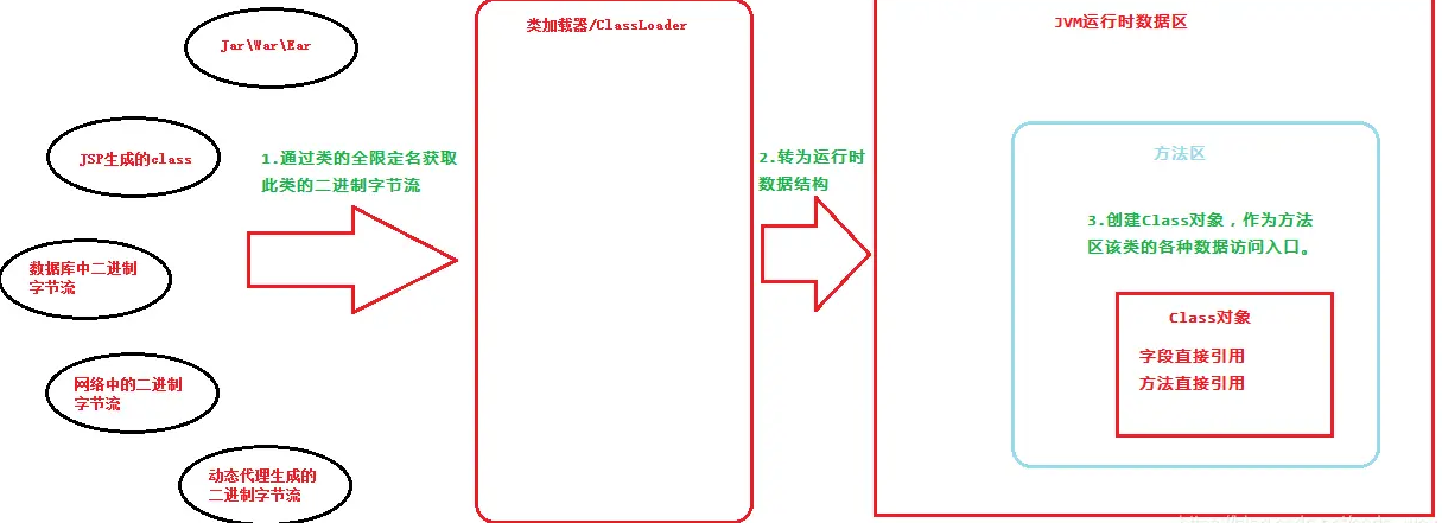 Jar\War\Ear
JSP生成的class
数据库中二进制
字节流
网络中的二进制
字节流
动态代理生成的
二进制字节流
1.通过类的全限定名获取
此类的二进制字节流
类加载器/ClassLoader
2.转为运行时
数据结构
JVM运行时数据区
方法区
3.创建Class对象，作为方法
区该类的各种数据访问入口。
Class对象
字段直接引用
方法直接引用